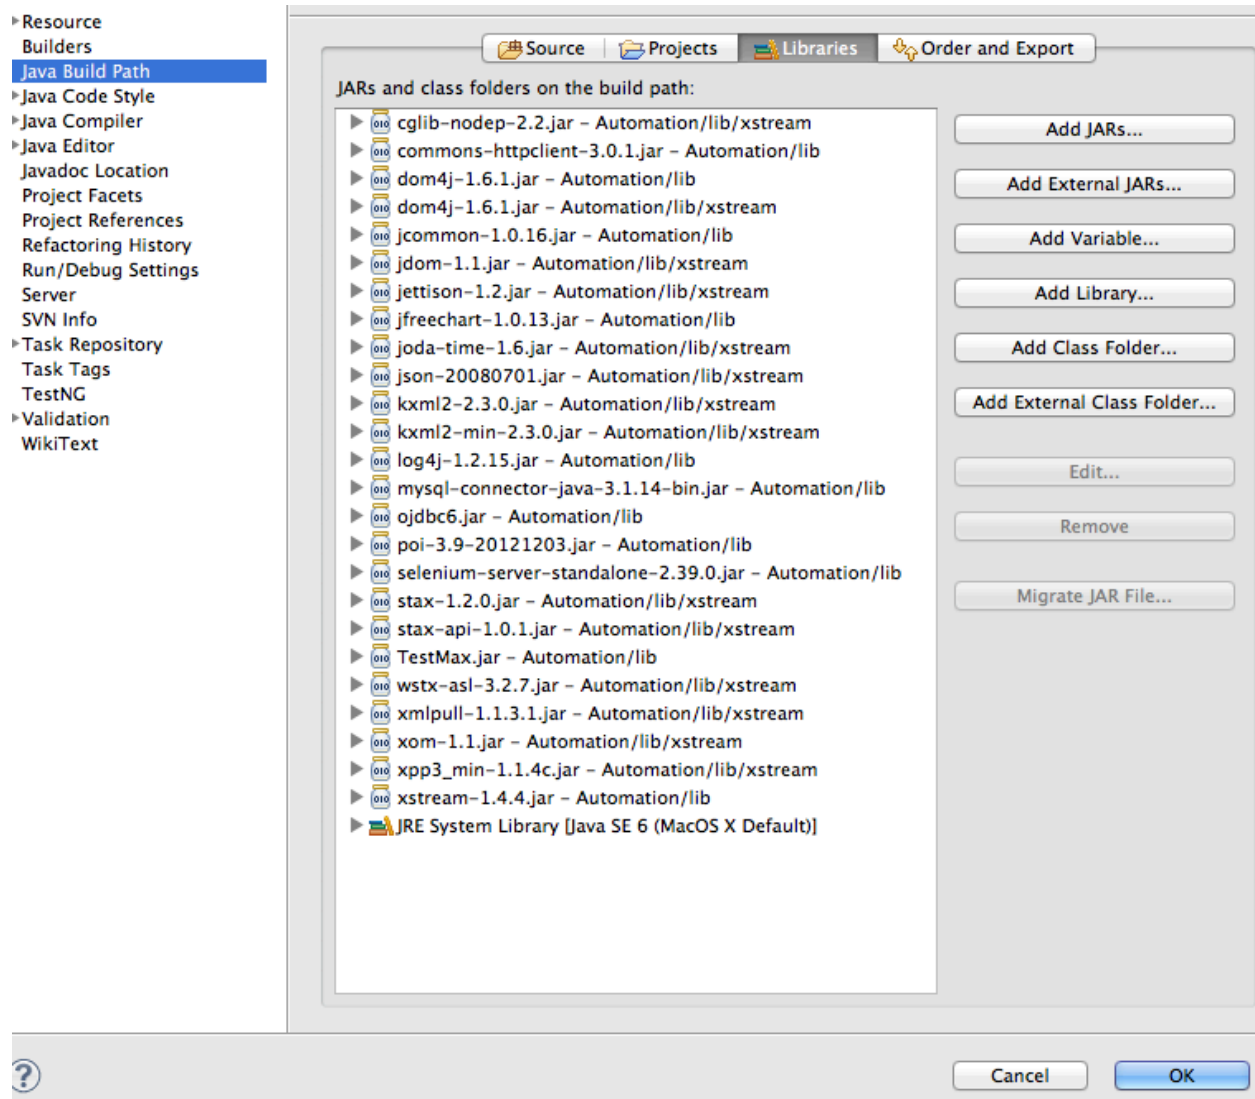 Resource
Builders
Java Build Path
Java Code Style
Java Compiler
Java Editor
Javadoc Location
Project Facets
Project References
Refactoring History
Run/Debug Settings
Server
SVN Info
Task Repository
Task Tags
TestNG
Validation
WikiText
Source Projects Libraries Order and Export
JARs and class folders on the build path:
cglib-nodep-2.2.jar – Automation/lib/xstream
commons-httpclient-3.0.1.jar – Automation/lib
dom4j-1.6.1.jar – Automation/lib
dom4j-1.6.1.jar – Automation/lib/xstream
jcommon-1.0.16.jar – Automation/lib
jdom-1.1.jar – Automation/lib/xstream
jettison-1.2.jar – Automation/lib/xstream
jfreechart-1.0.13.jar – Automation/lib
joda-time-1.6.jar – Automation/lib/xstream
json-20080701.jar – Automation/lib/xstream
kxml2-2.3.0.jar – Automation/lib/xstream
kxml2-min-2.3.0.jar – Automation/lib/xstream
log4j-1.2.15.jar – Automation/lib
mysql-connector-java-3.1.14-bin.jar – Automation/lib
ojdbc6.jar – Automation/lib
poi-3.9-20121203.jar – Automation/lib
selenium-server-standalone-2.39.0.jar – Automation/lib
stax-1.2.0.jar – Automation/lib/xstream
stax-api-1.0.1.jar – Automation/lib/xstream
TestMax.jar – Automation/lib
wstx-asl-3.2.7.jar – Automation/lib/xstream
xmlpull-1.1.3.1.jar – Automation/lib/xstream
xom-1.1.jar – Automation/lib/xstream
xpp3_min-1.1.4c.jar – Automation/lib/xstream
xstream-1.4.4.jar – Automation/lib
JRE System Library [Java SE 6 (MacOS X Default)]
Add JARs...
Add External JARs...
Add Variable...
Add Library...
Add Class Folder...
Add External Class Folder...
Edit...
Remove
Migrate JAR File...
?
Cancel OK